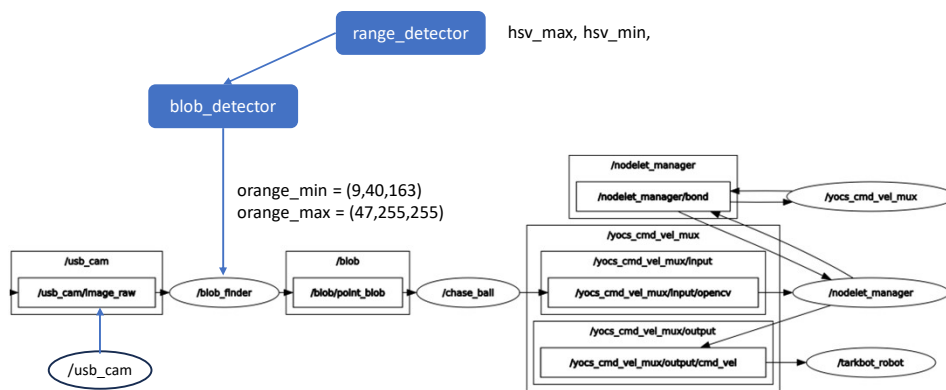 range_detector
hsv_max, hsv_min,
blob_detector
orange_min = (9,40,163)
orange_max = (47,255,255)
/nodelet_manager
/nodelet_manager/bond
/yocs_cmd_vel_mux
/yocs_cmd_vel_mux
/usb_cam
/blob
/yocs_cmd_vel_mux/input
/usb_cam/image_raw
/blob_finder
/blob/point_blob
/chase_ball
/yocs_cmd_vel_mux/input/opencv
/nodelet_manager
/yocs_cmd_vel_mux/output
/usb_cam
/yocs_cmd_vel_mux/output/cmd_vel
/tarkbot_robot